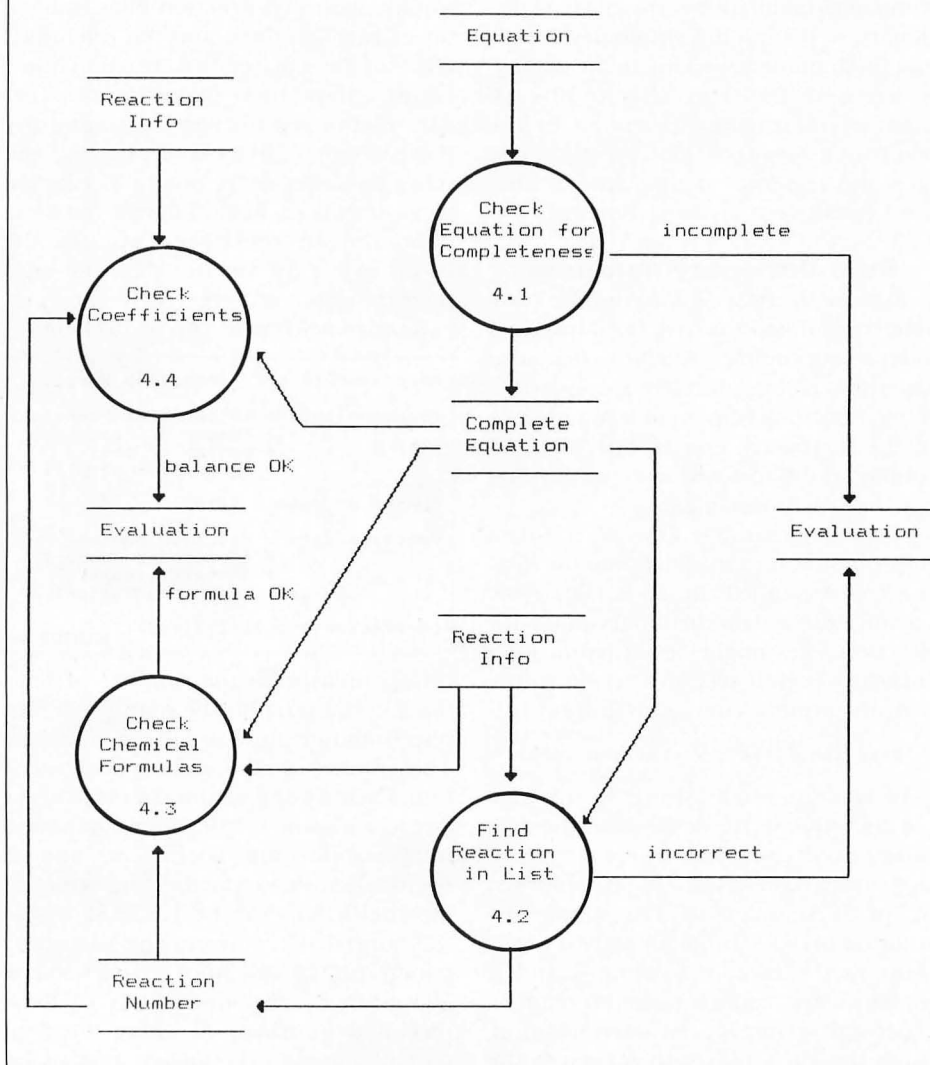 Equation
Reaction
Info
Check
Equation for
Completeness
4.1
incomplete
Check
Coefficients
4.4
Complete
Equation
balance OK
Evaluation
Evaluation
formula OK
Reaction
Info
Check
Chemical
Formulas
4.3
Find
Reaction
in List
4.2
incorrect
Reaction
Number